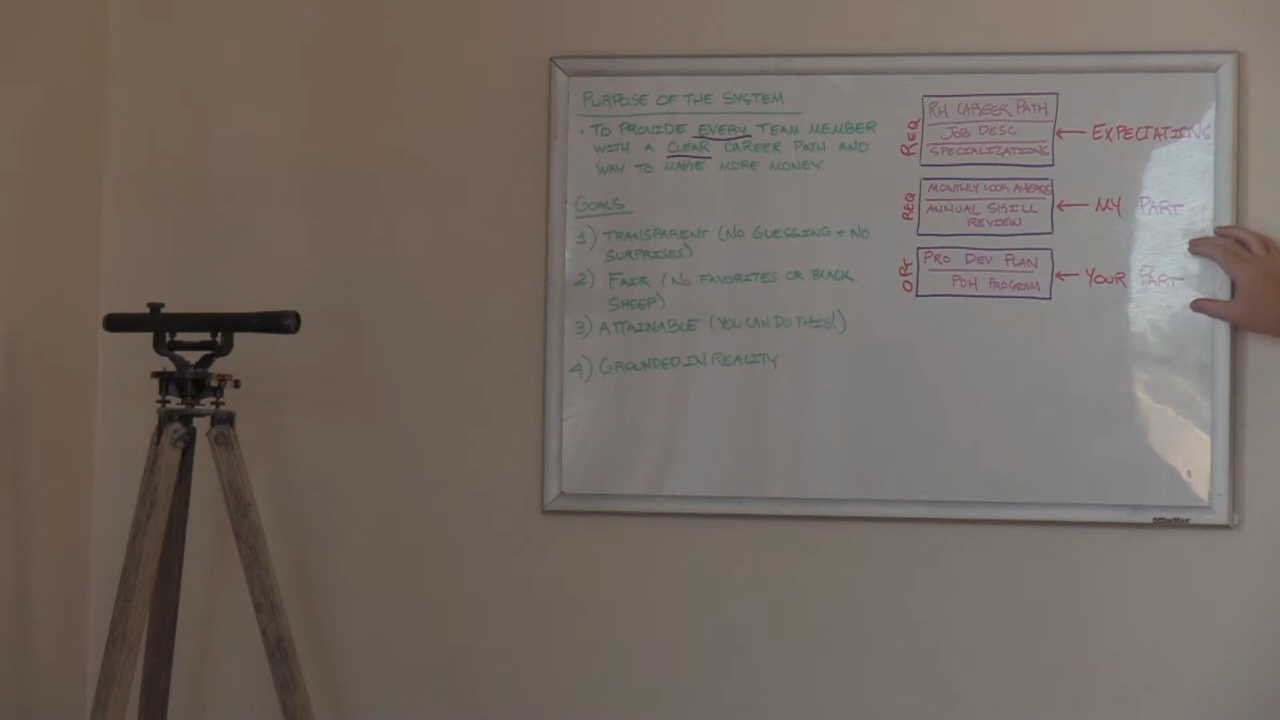 PURPOSE OF THE SYSTEM
• TO PROVIDE EVERY TEAM MEMBER
WITH A CLEAR CAREER PATH AND
WAY TO MAKE MORE MONEY
GOALS
1) TRANSPARENT (NO GUESSING + NO
SURPRISES)
2) FAIR (NO FAVORITES OR BLACK
SHEEP)
3) ATTAINABLE (YOU CAN DO THIS!)
4) GROUNDED IN REALITY
REQ
RH CAREER PATH
JOB DESC
SPECIALIZATIONS
← EXPECTATIONS
REQ
MONTHLY LOOK AHEADS
ANNUAL SKILL
REVIEW
← MY PART
OPT
PRO DEV PLAN
POH PROGRAM
← YOUR PART
OfficeMax